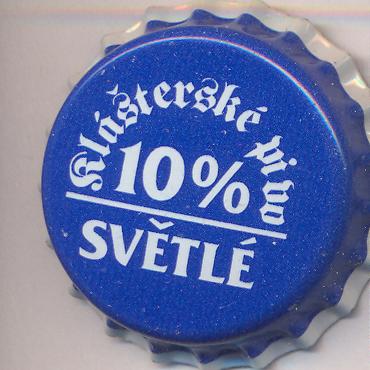 Klášterské pivo
10%
SVĚTLÉ